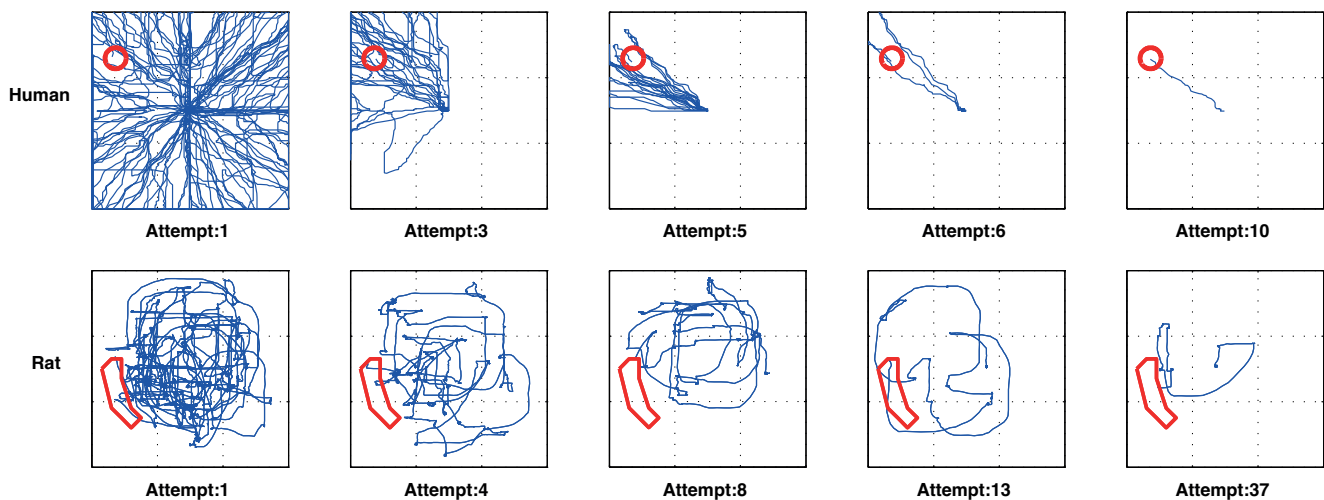 Human
Attempt:1
Attempt:3
Attempt:5
Attempt:6
Attempt:10
Rat
Attempt:1
Attempt:4
Attempt:8
Attempt:13
Attempt:37